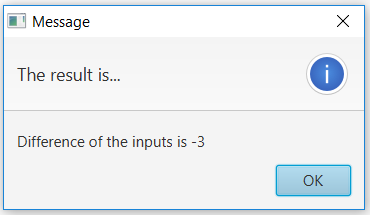 Message
The result is...
Difference of the inputs is -3
OK